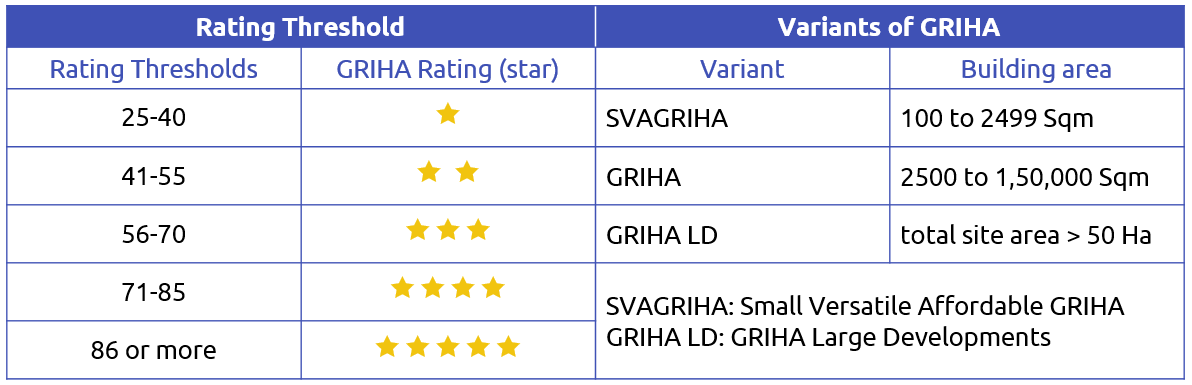 Rating Threshold Variants of GRIHA
Rating Thresholds GRIHA Rating (star) Variant Building area
25-40 SVAGRIHA 100 to 2499 Sqm
41-55 GRIHA 2500 to 1,50,000 Sqm
56-70 GRIHA LD total site area > 50 Ha
71-85
SVAGRIHA: Small Versatile Affordable GRIHA
GRIHA LD: GRIHA Large Developments
86 or more